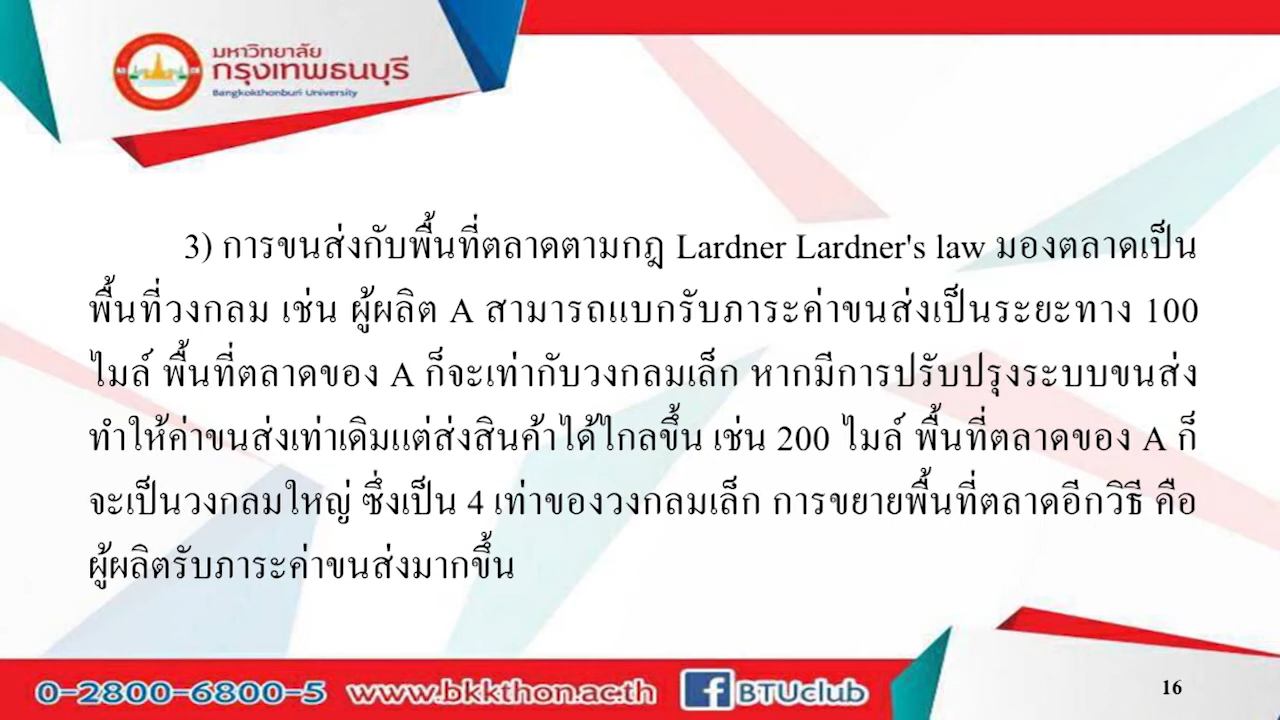 มหาวิทยาลัย
กรุงเทพธนบุรี
Bangkokthonburi University
3) การขนส่งกับพื้นที่ตลาดตามกฎ Lardner Lardner's law มองตลาดเป็น
พื้นที่วงกลม เช่น ผู้ผลิต A สามารถแบกรับภาระค่าขนส่งเป็นระยะทาง 100
ไมล์ พื้นที่ตลาดของ A ก็จะเท่ากับวงกลมเล็ก หากมีการปรับปรุงระบบขนส่ง
ทำให้ค่าขนส่งเท่าเดิมแต่ส่งสินค้าได้ไกลขึ้น เช่น 200 ไมล์ พื้นที่ตลาดของ A ก็
จะเป็นวงกลมใหญ่ ซึ่งเป็น 4 เท่าของวงกลมเล็ก การขยายพื้นที่ตลาดอีกวิธี คือ
ผู้ผลิตรับภาระค่าขนส่งมากขึ้น
0-2800-6800-5 www.bkkthon.ac.th f BTUclub
16